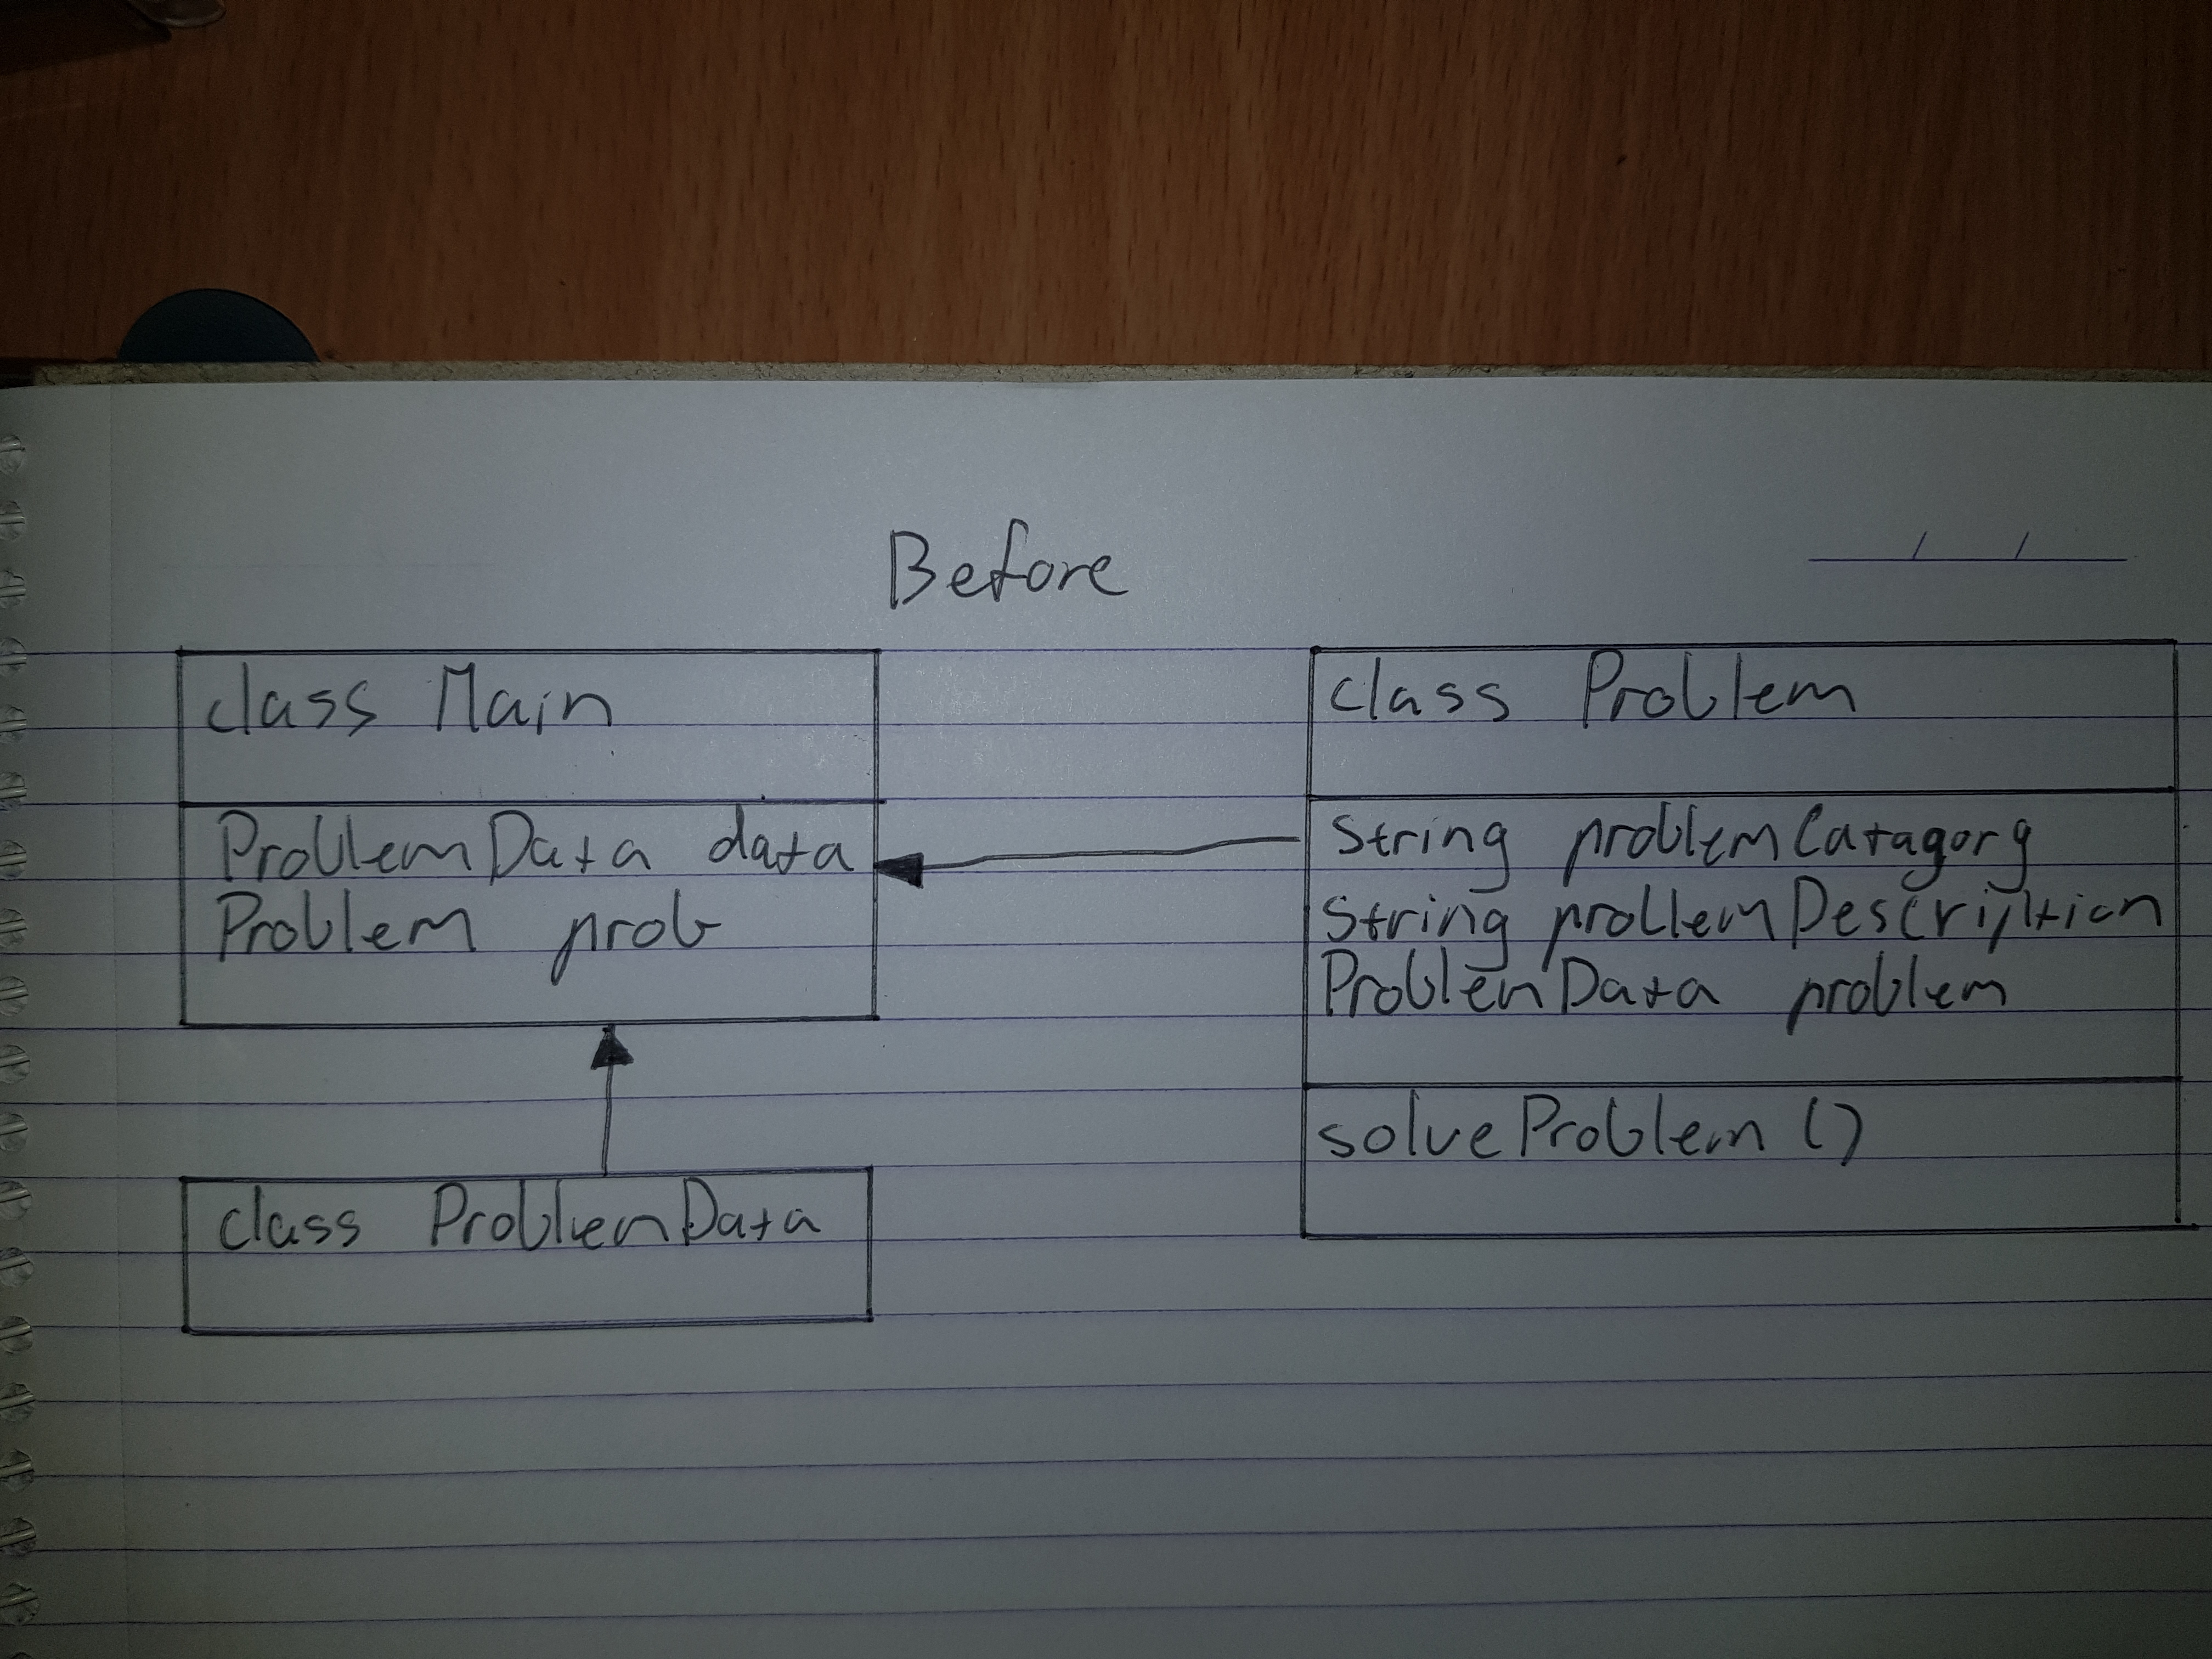 Before
class Main
ProblemData data
Problem prob
class ProblemData
class Problem
String problemCatagory
String problemDescription
ProblemData problem
solveProblem ()